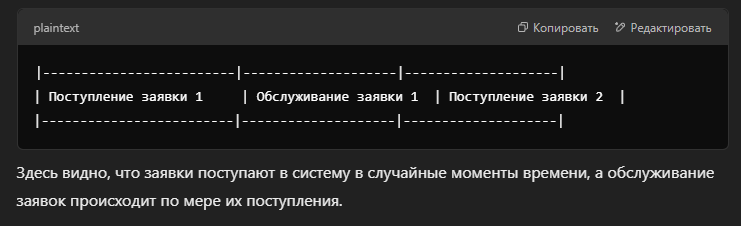 plaintext Копировать Редактировать
|-------------------------|--------------------|--------------------|
| Поступление заявки 1     | Обслуживание заявки 1  | Поступление заявки 2  |
|-------------------------|--------------------|--------------------|
Здесь видно, что заявки поступают в систему в случайные моменты времени, а обслуживание
заявок происходит по мере их поступления.